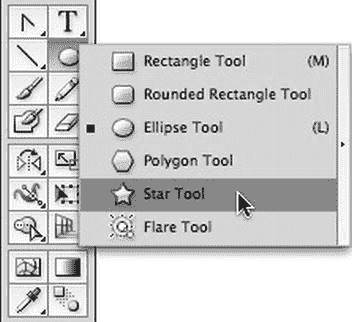 T
Rectangle Tool (M)
Rounded Rectangle Tool
Ellipse Tool (L)
Polygon Tool
Star Tool
Flare Tool